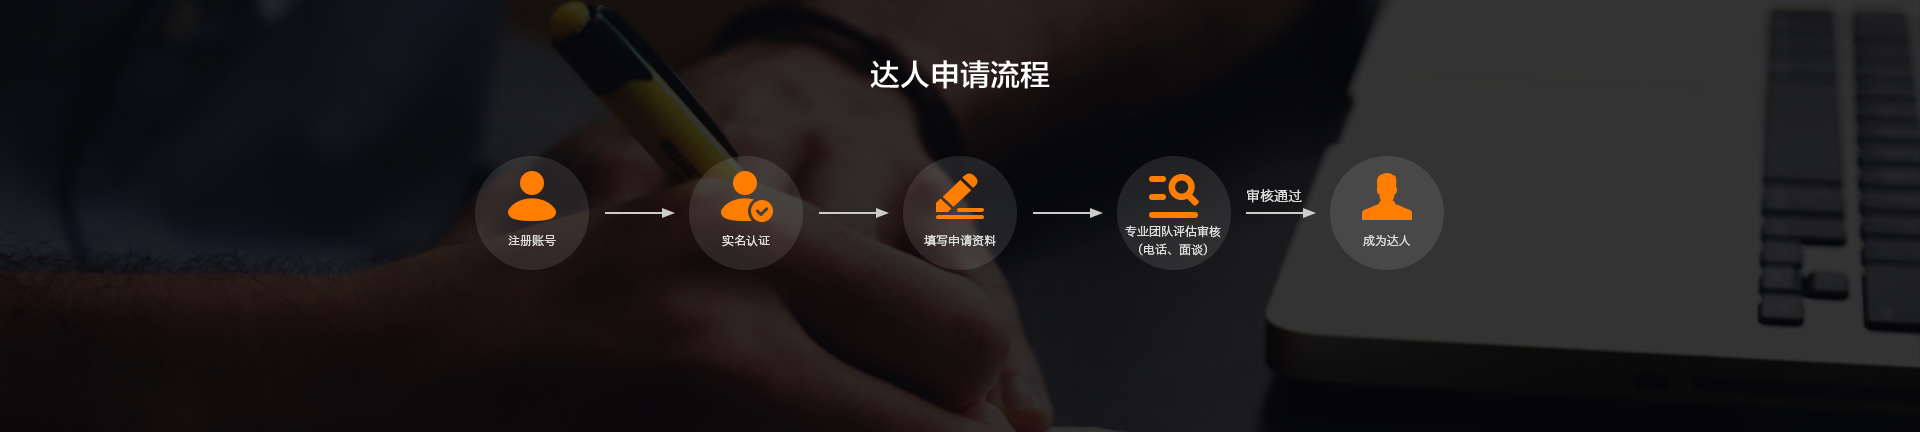 达人申请流程
审核通过
注册账号
实名认证
填写申请资料
专业团队评估审核
（电话、面谈）
成为达人